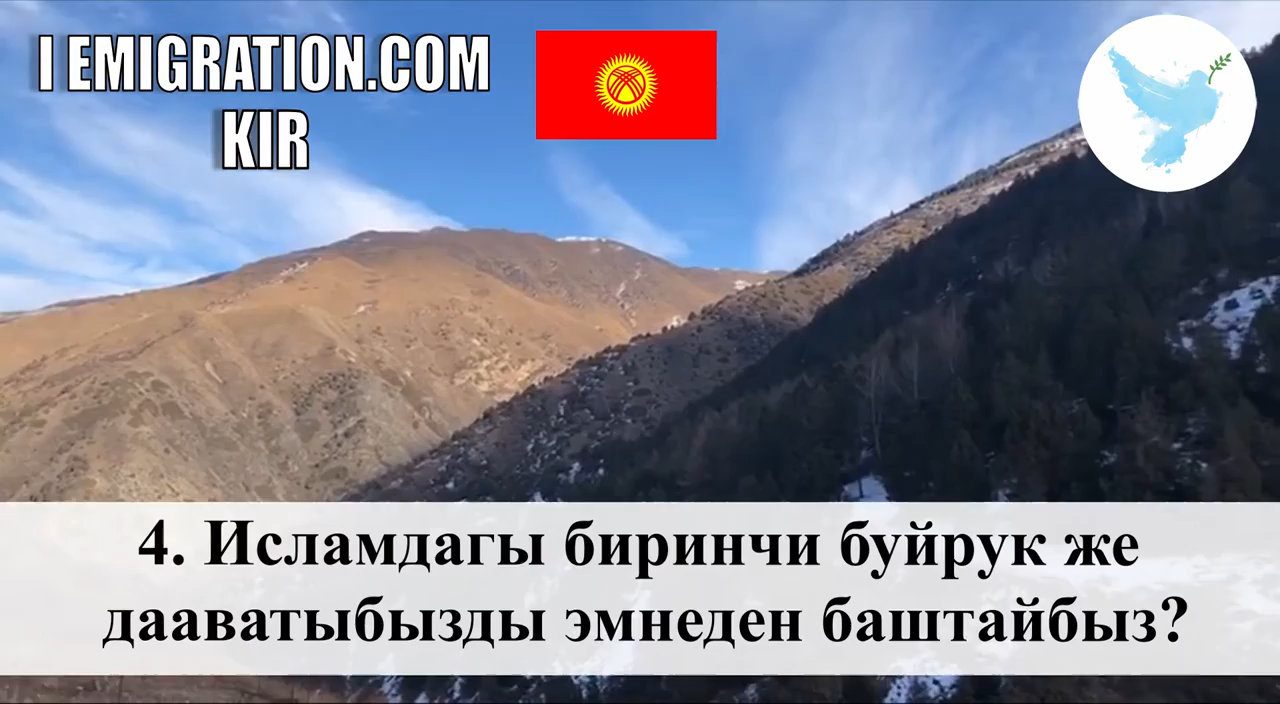 I EMIGRATION.COM
KIR
4. Исламдагы биринчи буйрук же
дааватыбызды эмнеден баштайбыз?